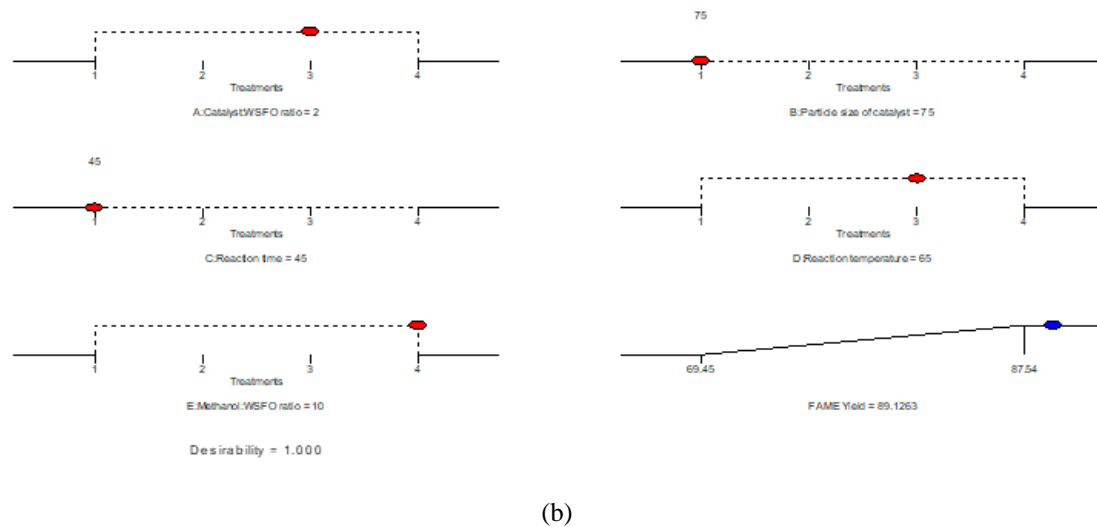 75
1 2 3 4
Treatments
A:Catalyst:WSFO ratio = 2
1 2 3 4
Treatments
B:Particle size of catalyst = 75
45
1 2 3 4
Treatments
C:Reaction time = 45
1 2 3 4
Treatments
D:Reaction temperature = 65
1 2 3 4
Treatments
E:Methanol:WSFO ratio = 10
69.45 87.54
FAME Yield = 89.1263
Desirability = 1.000
(b)